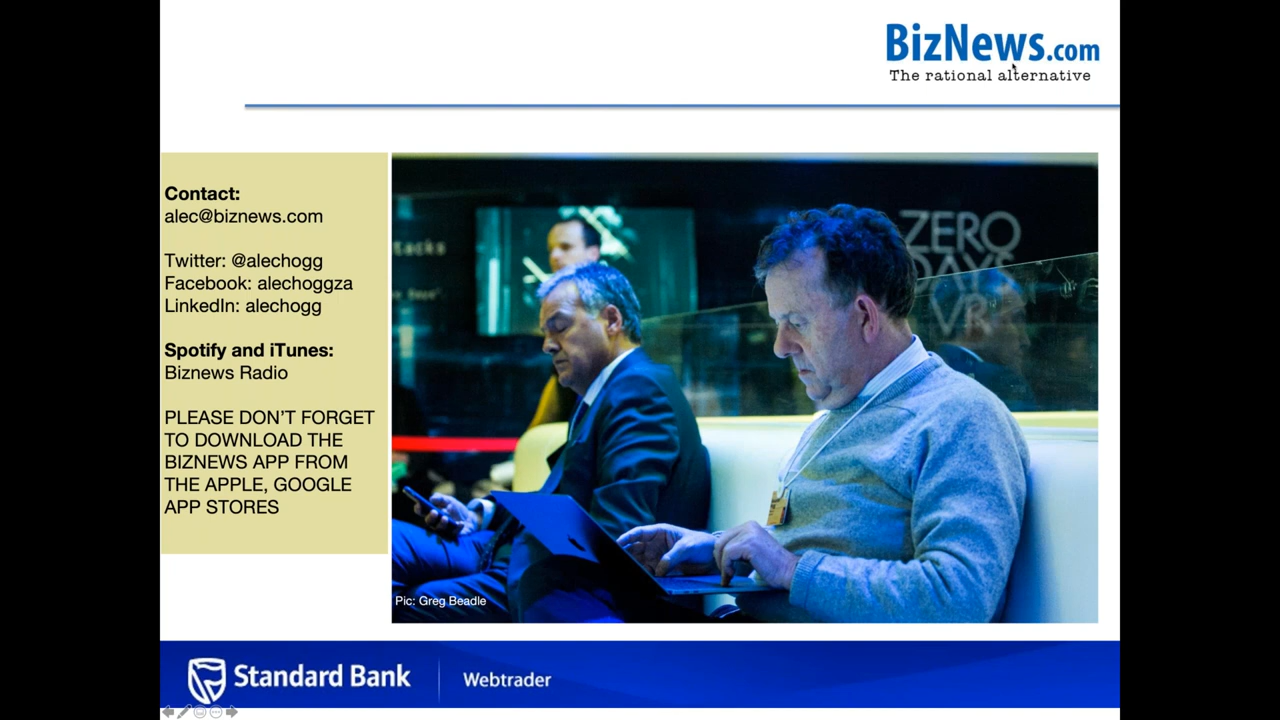 BizNews.com
The rational alternative
Contact:
alec@biznews.com
Twitter: @alechogg
Facebook: alechoggza
LinkedIn: alechogg
Spotify and iTunes:
Biznews Radio
PLEASE DON’T FORGET
TO DOWNLOAD THE
BIZNEWS APP FROM
THE APPLE, GOOGLE
APP STORES
ZERO
DAYS
VR
Pic: Greg Beadle
Standard Bank
Webtrader